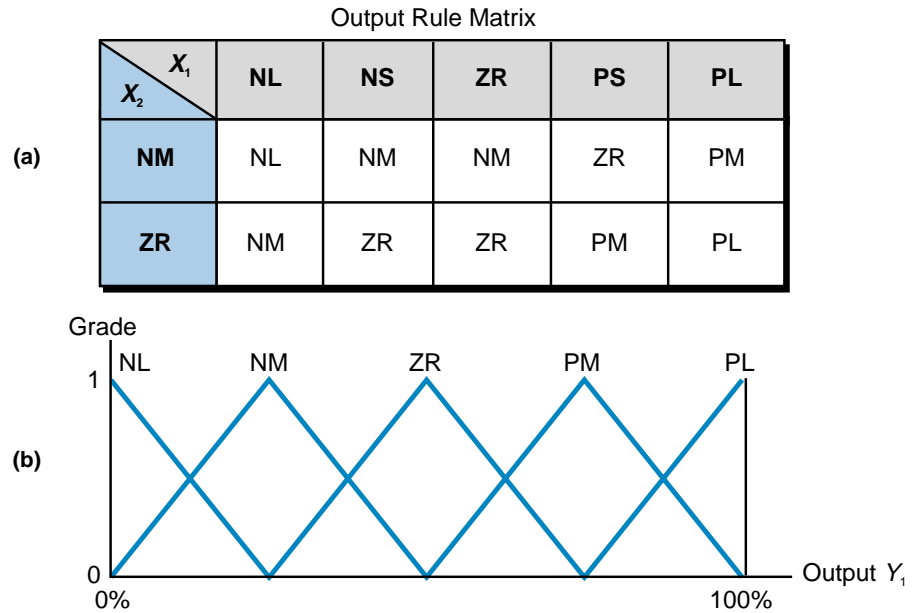 Output Rule Matrix
X₁ NL NS ZR PS PL
X₂
(a) NM NL NM NM ZR PM
ZR NM ZR ZR PM PL
Grade
NL NM ZR PM PL
1
(b)
0 Output Y₁
0% 100%